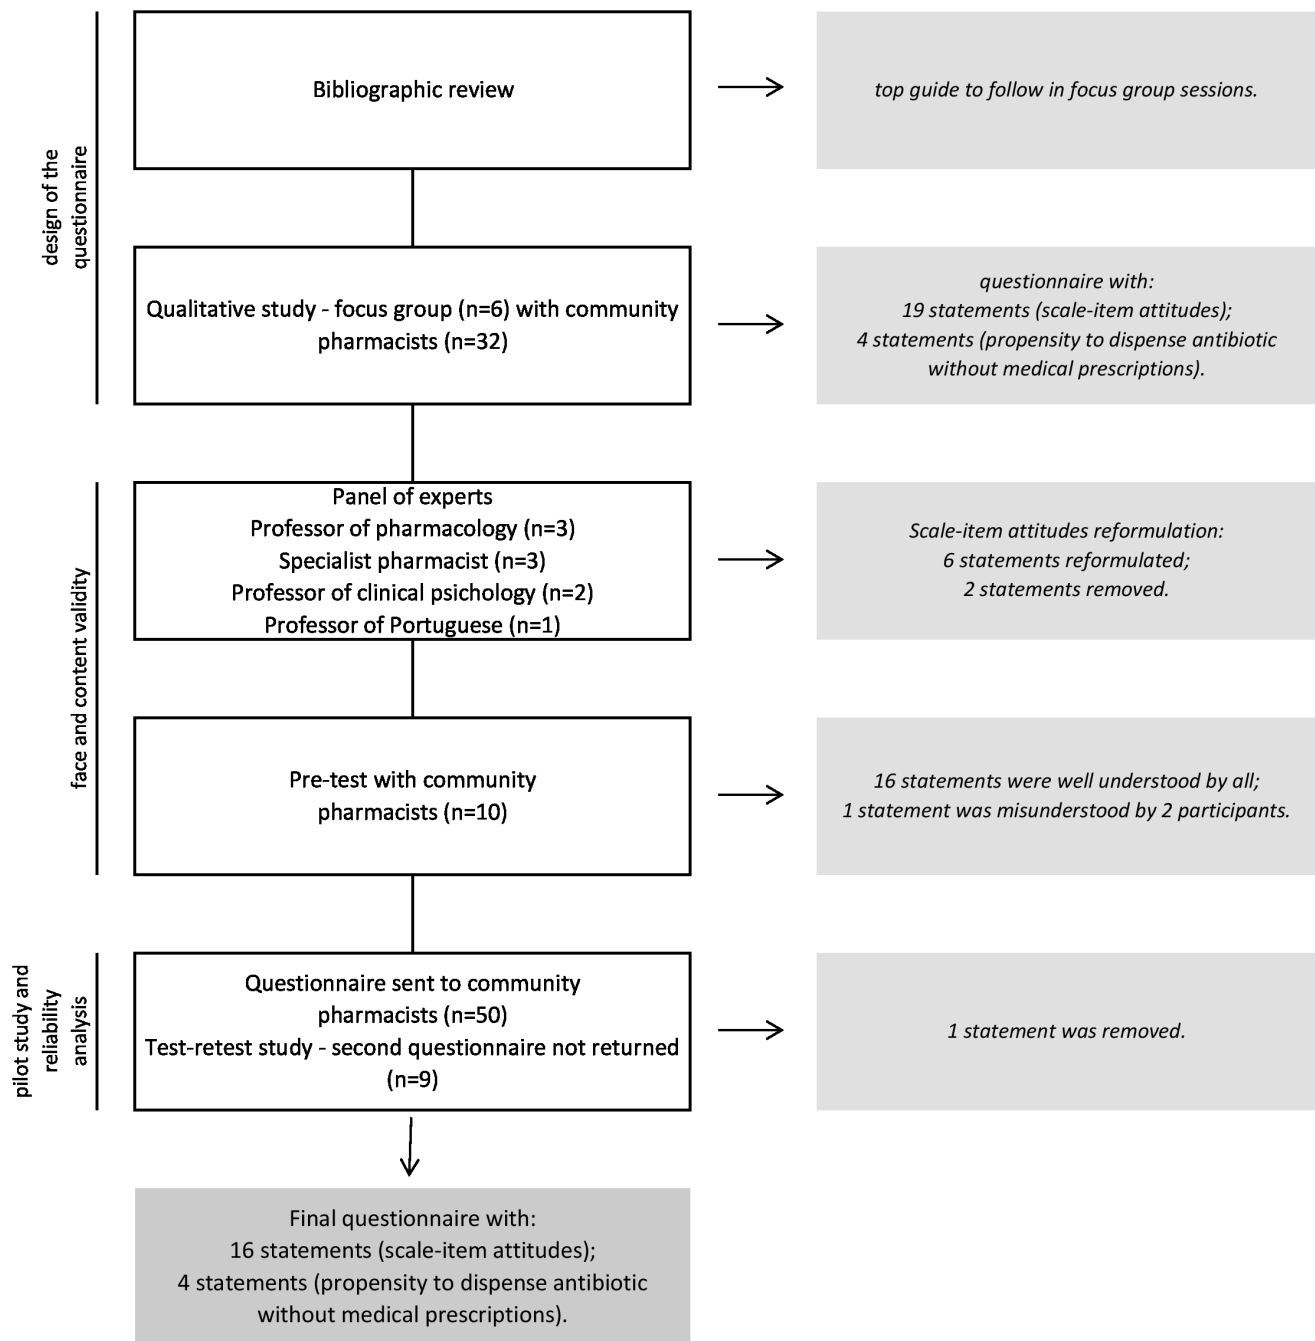 design of the
questionnaire
Bibliographic review
top guide to follow in focus group sessions.
Qualitative study - focus group (n=6) with community
pharmacists (n=32)
questionnaire with:
19 statements (scale-item attitudes);
4 statements (propensity to dispense antibiotic
without medical prescriptions).
face and content validity
Panel of experts
Professor of pharmacology (n=3)
Specialist pharmacist (n=3)
Professor of clinical psichology (n=2)
Professor of Portuguese (n=1)
Scale-item attitudes reformulation:
6 statements reformulated;
2 statements removed.
Pre-test with community
pharmacists (n=10)
16 statements were well understood by all;
1 statement was misunderstood by 2 participants.
pilot study and
reliability
analysis
Questionnaire sent to community
pharmacists (n=50)
Test-retest study - second questionnaire not returned
(n=9)
1 statement was removed.
Final questionnaire with:
16 statements (scale-item attitudes);
4 statements (propensity to dispense antibiotic
without medical prescriptions).